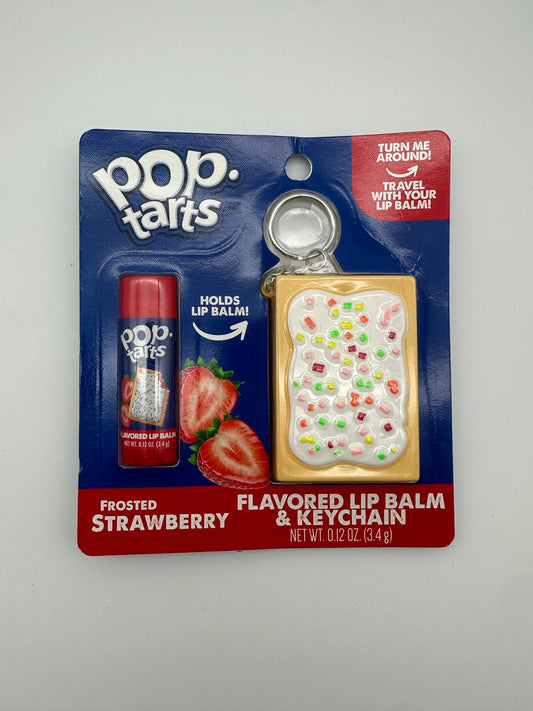 POP·
tarts
TURN ME
AROUND!
TRAVEL
WITH YOUR
LIP BALM!
HOLDS
LIP BALM!
POP·
tarts
FLAVORED LIP BALM
NET WT. 0.12 OZ. (3.4 g)
FROSTED
STRAWBERRY
FLAVORED LIP BALM
& KEYCHAIN
NET WT. 0.12 OZ. (3.4 g)